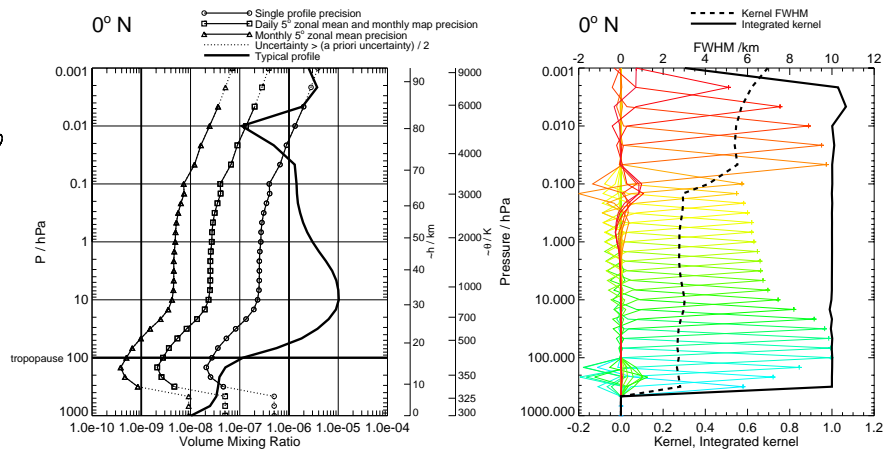 0° N
Single profile precision
Daily 5° zonal mean and monthly map precision
Monthly 5° zonal mean precision
Uncertainty > (a priori uncertainty) / 2
Typical profile
0.001
0.01
0.1
1
10
100
1000
P / hPa
tropopause
1.0e-10 1.0e-09 1.0e-08 1.0e-07 1.0e-06 1.0e-05 1.0e-04
Volume Mixing Ratio
90
80
70
60
50
40
30
20
10
0
~h / km
9000
6000
4000
3000
2000
1000
700
500
350
325
300
~θ / K
0° N
Kernel FWHM
Integrated kernel
FWHM /km
-2 0 2 4 6 8 10 12
0.001
0.010
0.100
1.000
10.000
100.000
1000.000
Pressure / hPa
-0.2 0.0 0.2 0.4 0.6 0.8 1.0 1.2
Kernel, Integrated kernel